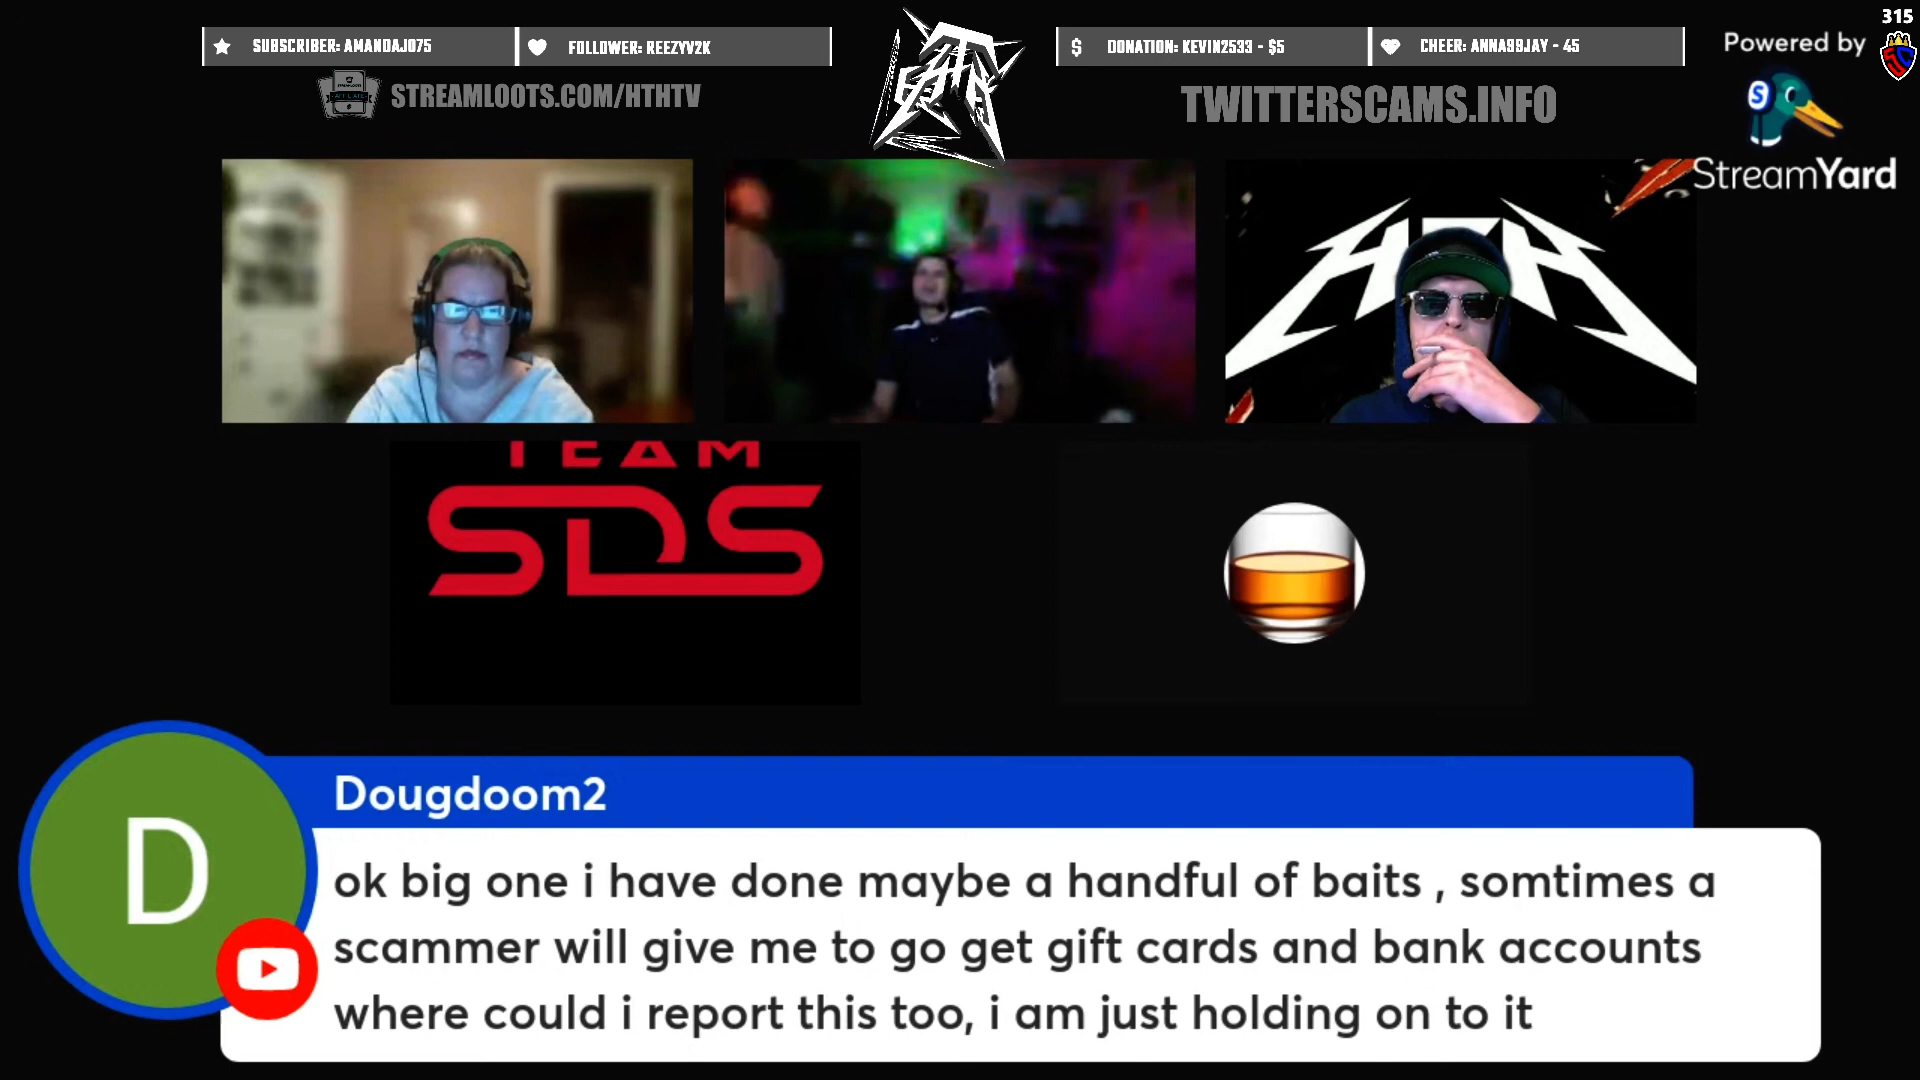 315
SUBSCRIBER: AMANDAJO75
FOLLOWER: REEZYV2K
DONATION: KEVIN2533 - $5
CHEER: ANNA99JAY - 45
Powered by
STREAMLOOTS.COM/HTHTV
TWITTERSCAMS.INFO
StreamYard
HTH
TEAM
SDS
Dougdoom2
D
ok big one i have done maybe a handful of baits , somtimes a
scammer will give me to go get gift cards and bank accounts
where could i report this too, i am just holding on to it